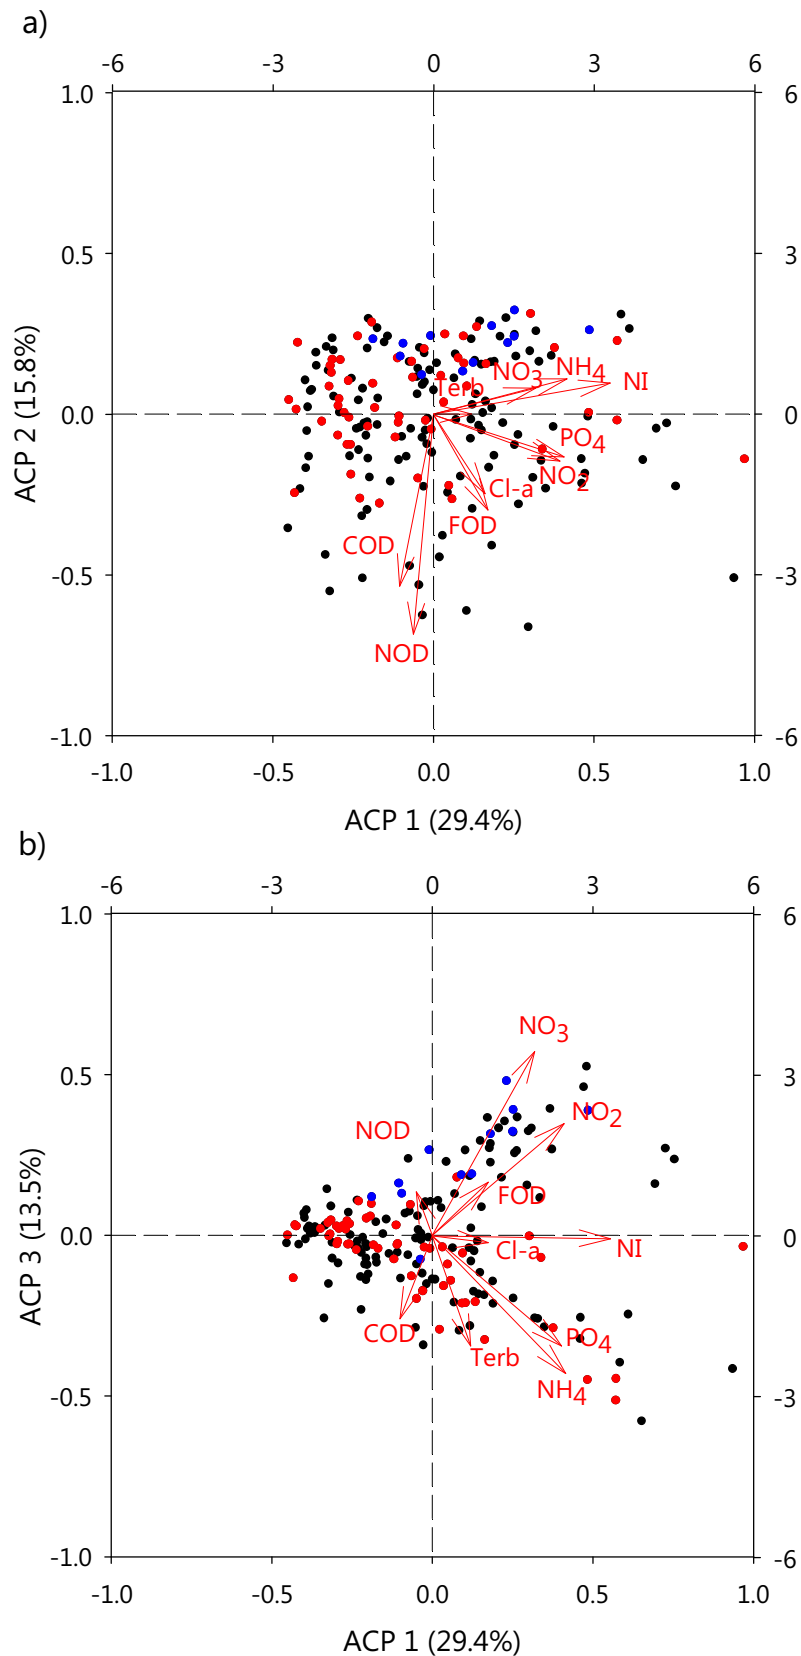 a)
-6 -3 0 3 6
1.0 6
0.5 3
NO3 NH4 NI
Terb
0.0 0
PO4
NO2
Cl-a
FOD
COD
-0.5 -3
NOD
-1.0 -6
-1.0 -0.5 0.0 0.5 1.0
ACP 2 (15.8%)
ACP 1 (29.4%)
b)
-6 -3 0 3 6
1.0 6
NO3
0.5 3
NO2
NOD
FOD
0.0 0
Cl-a NI
COD
PO4
Terb
NH4
-0.5 -3
-1.0 -6
-1.0 -0.5 0.0 0.5 1.0
ACP 3 (13.5%)
ACP 1 (29.4%)